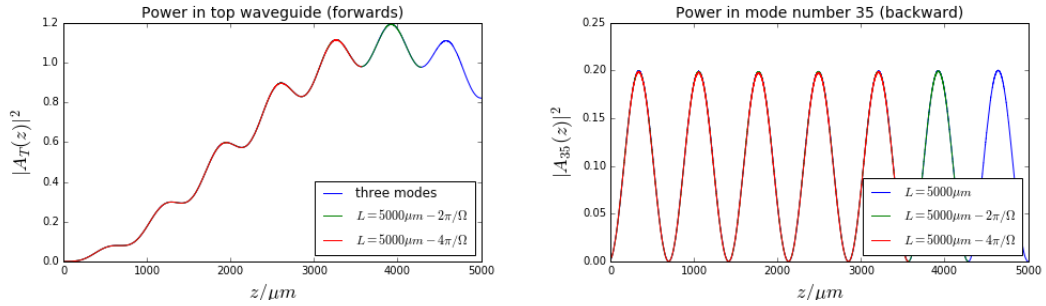 Power in top waveguide (forwards)
1.2
1.0
0.8
0.6
0.4
0.2
0.0
|A_T(z)|^2
three modes
L = 5000μm − 2π/Ω
L = 5000μm − 4π/Ω
0 1000 2000 3000 4000 5000
z/μm
Power in mode number 35 (backward)
0.25
0.20
0.15
0.10
0.05
0.00
|A_35(z)|^2
L = 5000μm
L = 5000μm − 2π/Ω
L = 5000μm − 4π/Ω
0 1000 2000 3000 4000 5000
z/μm